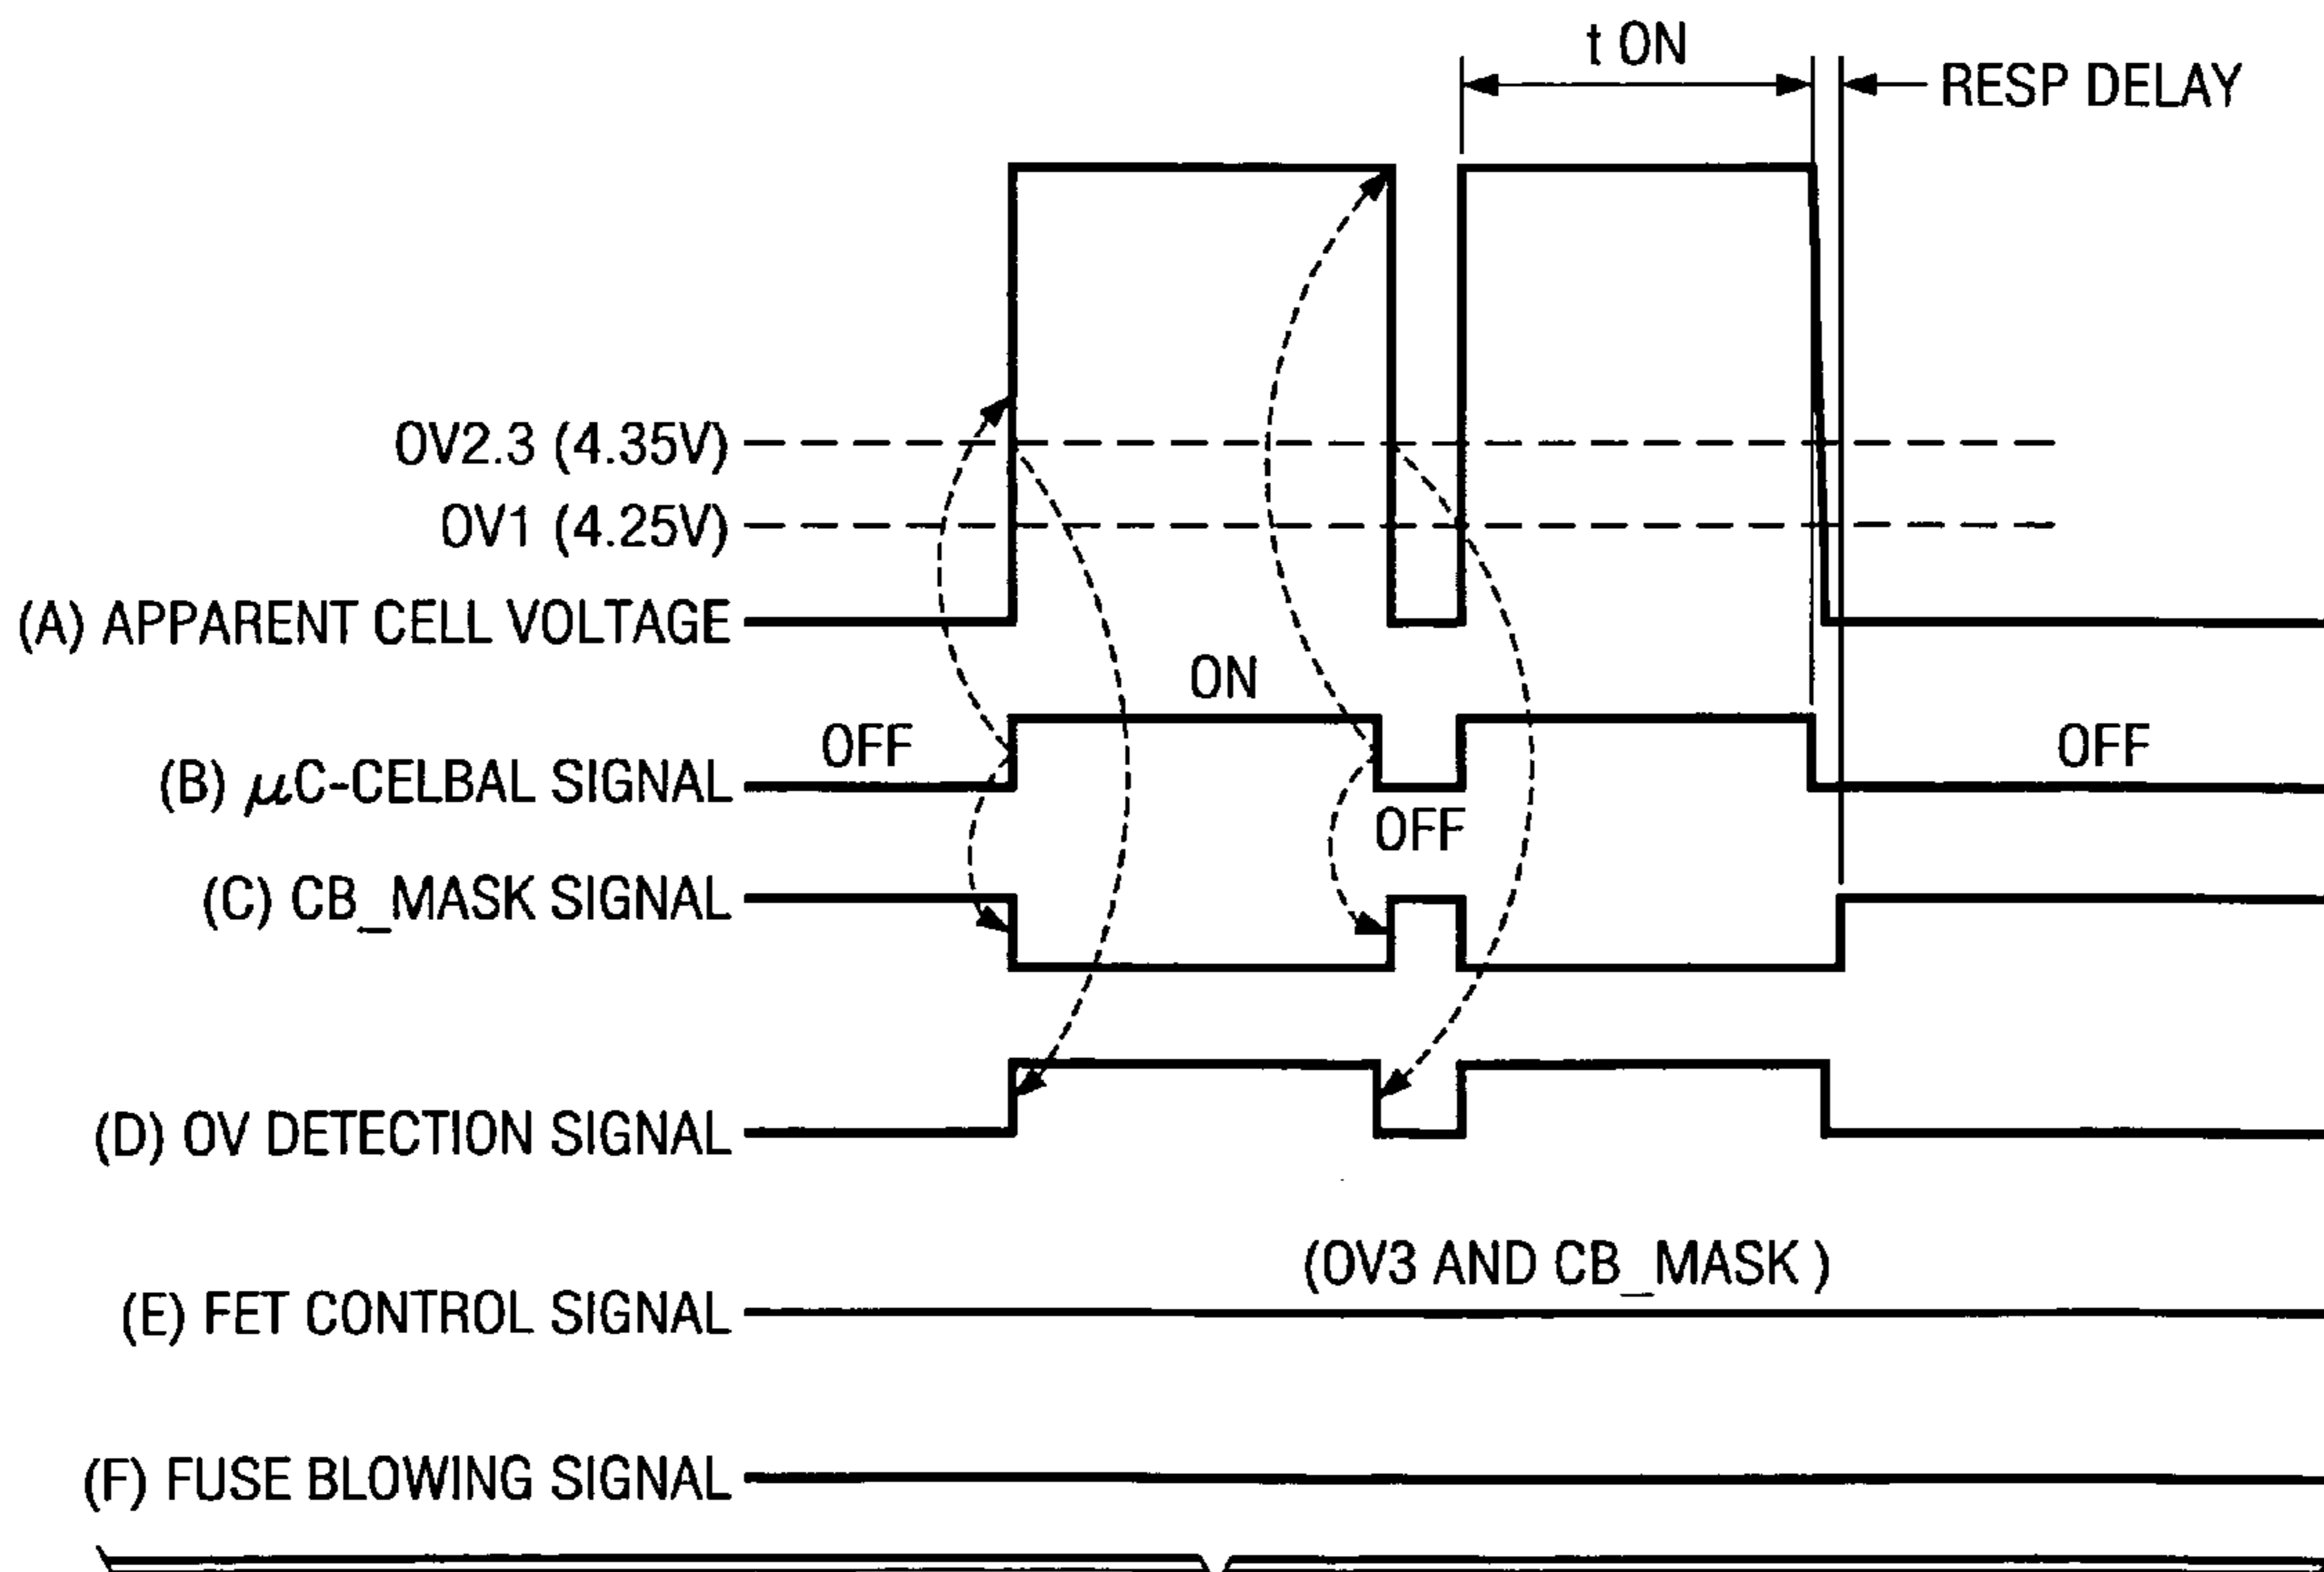 t ON
RESP DELAY
OV2.3 (4.35V)
OV1 (4.25V)
(A) APPARENT CELL VOLTAGE
ON
OFF
OFF
(B) μC-CELBAL SIGNAL
OFF
(C) CB_MASK SIGNAL
(D) OV DETECTION SIGNAL
(OV3 AND CB_MASK )
(E) FET CONTROL SIGNAL
(F) FUSE BLOWING SIGNAL